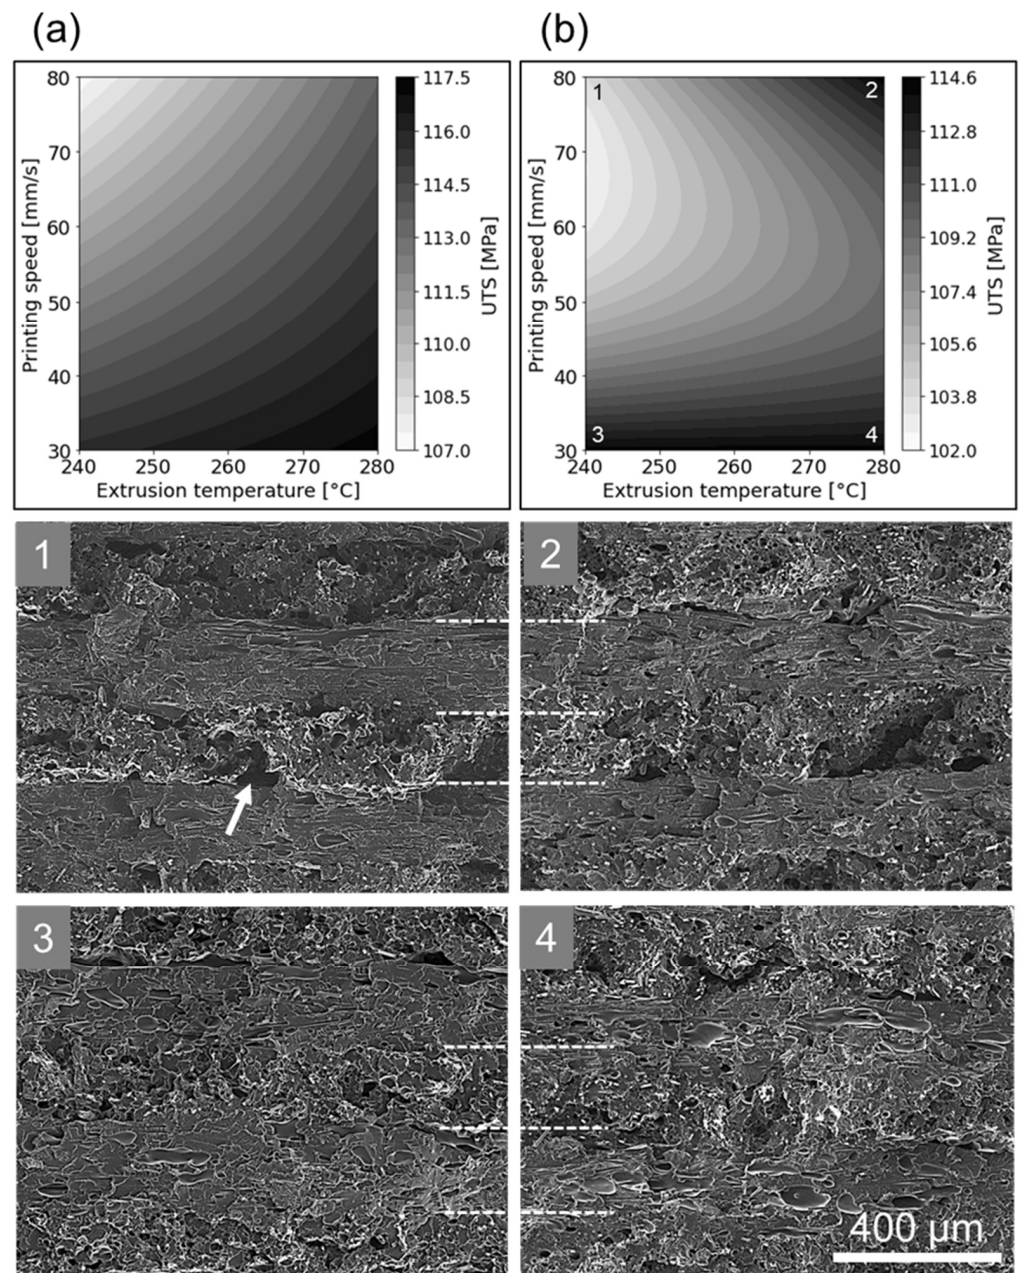 (a) (b)
80 117.5
70 116.0
60 114.5
50 113.0
40 111.5
30 110.0
108.5
107.0
240 250 260 270 280
Printing speed [mm/s]
Extrusion temperature [°C]
UTS [MPa]
1 2
3 4
80 114.6
70 112.8
60 111.0
50 109.2
40 107.4
30 105.6
103.8
102.0
240 250 260 270 280
Printing speed [mm/s]
Extrusion temperature [°C]
UTS [MPa]
1
2
3
4
400 µm